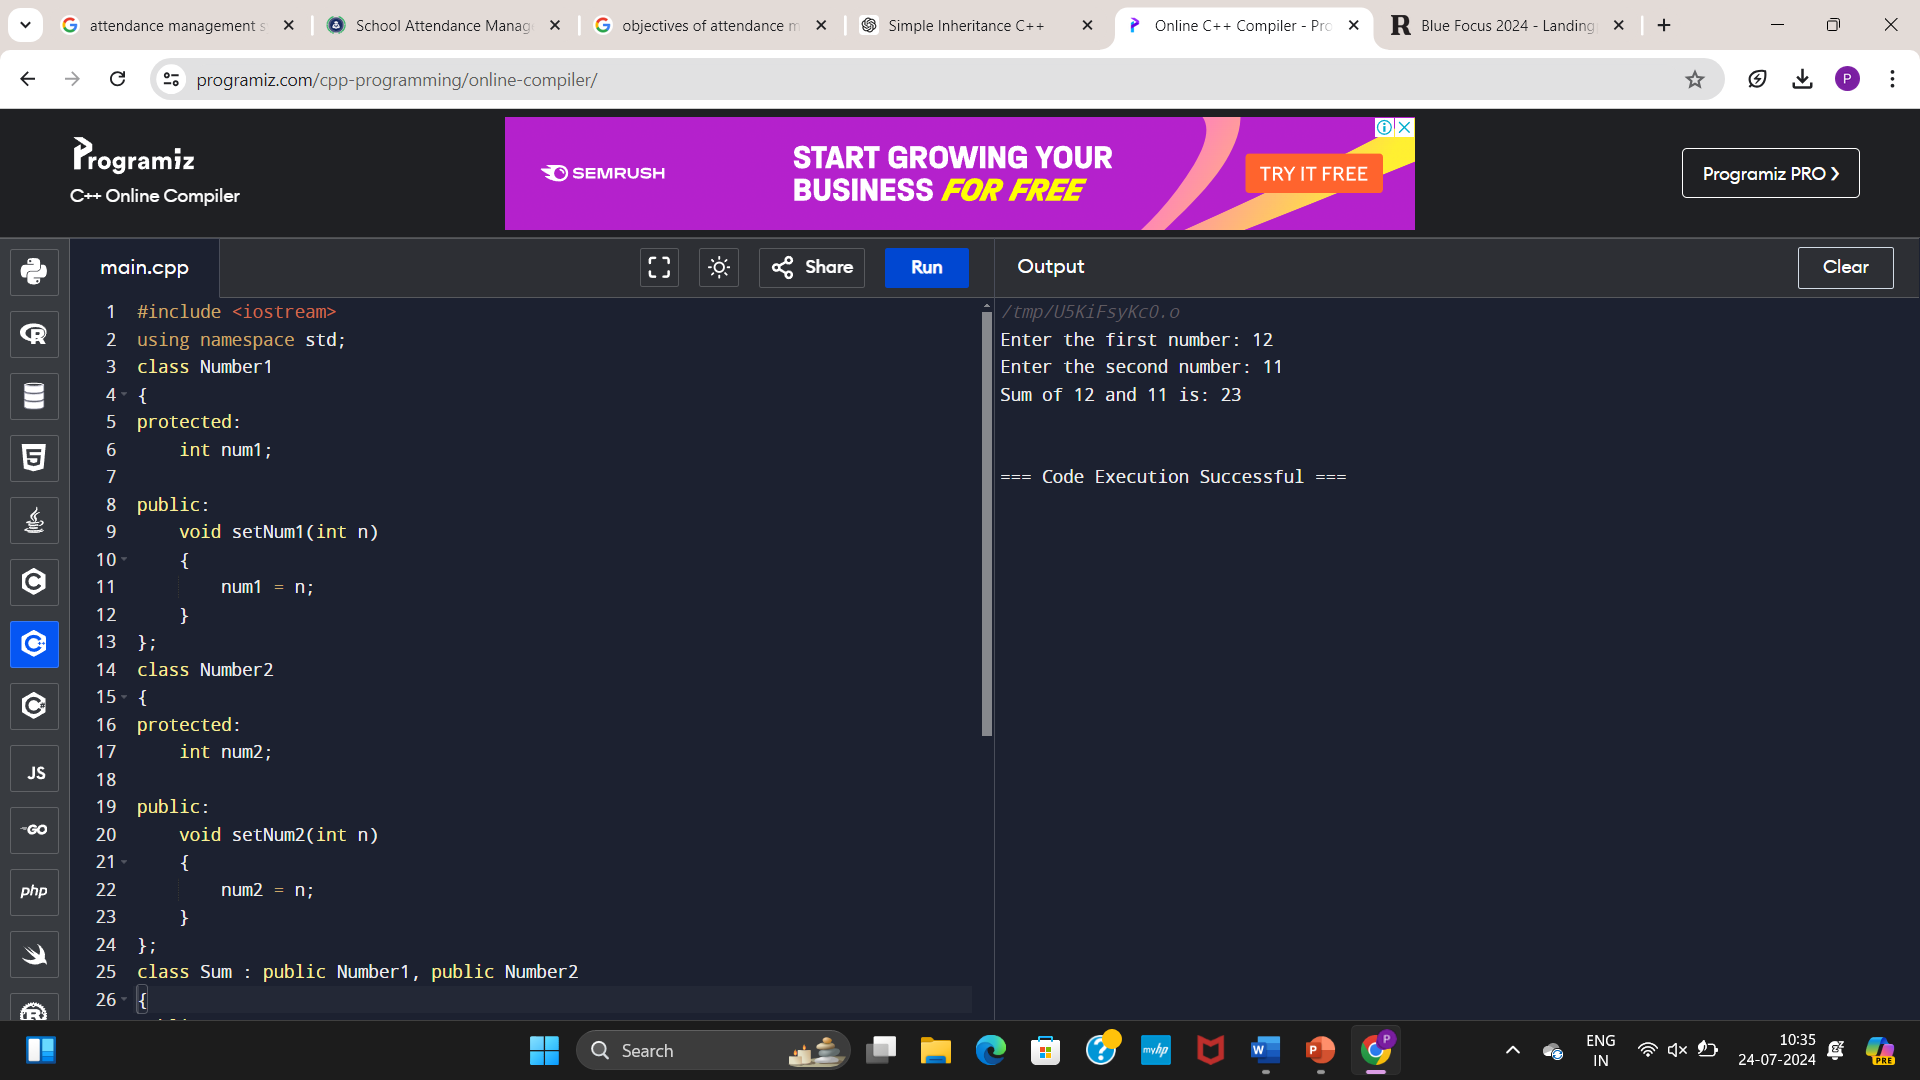 attendance management s
School Attendance Manag
objectives of attendance m
Simple Inheritance C++
Online C++ Compiler - Pro
Blue Focus 2024 - Landing
programiz.com/cpp-programming/online-compiler/
P
Programiz
C++ Online Compiler
SEMRUSH
START GROWING YOUR
BUSINESS FOR FREE
TRY IT FREE
Programiz PRO
main.cpp
Share
Run
Output
Clear
1 #include <iostream>
2 using namespace std;
3 class Number1
4 {
5 protected:
6 int num1;
7
8 public:
9 void setNum1(int n)
10 {
11 num1 = n;
12 }
13 };
14 class Number2
15 {
16 protected:
17 int num2;
18
19 public:
20 void setNum2(int n)
21 {
22 num2 = n;
23 }
24 };
25 class Sum : public Number1, public Number2
26 {
/tmp/U5KiFsyKcO.o
Enter the first number: 12
Enter the second number: 11
Sum of 12 and 11 is: 23
=== Code Execution Successful ===
JS
GO
php
Search
myhp
W
P
P
ENG
IN
10:35
24-07-2024
PRE